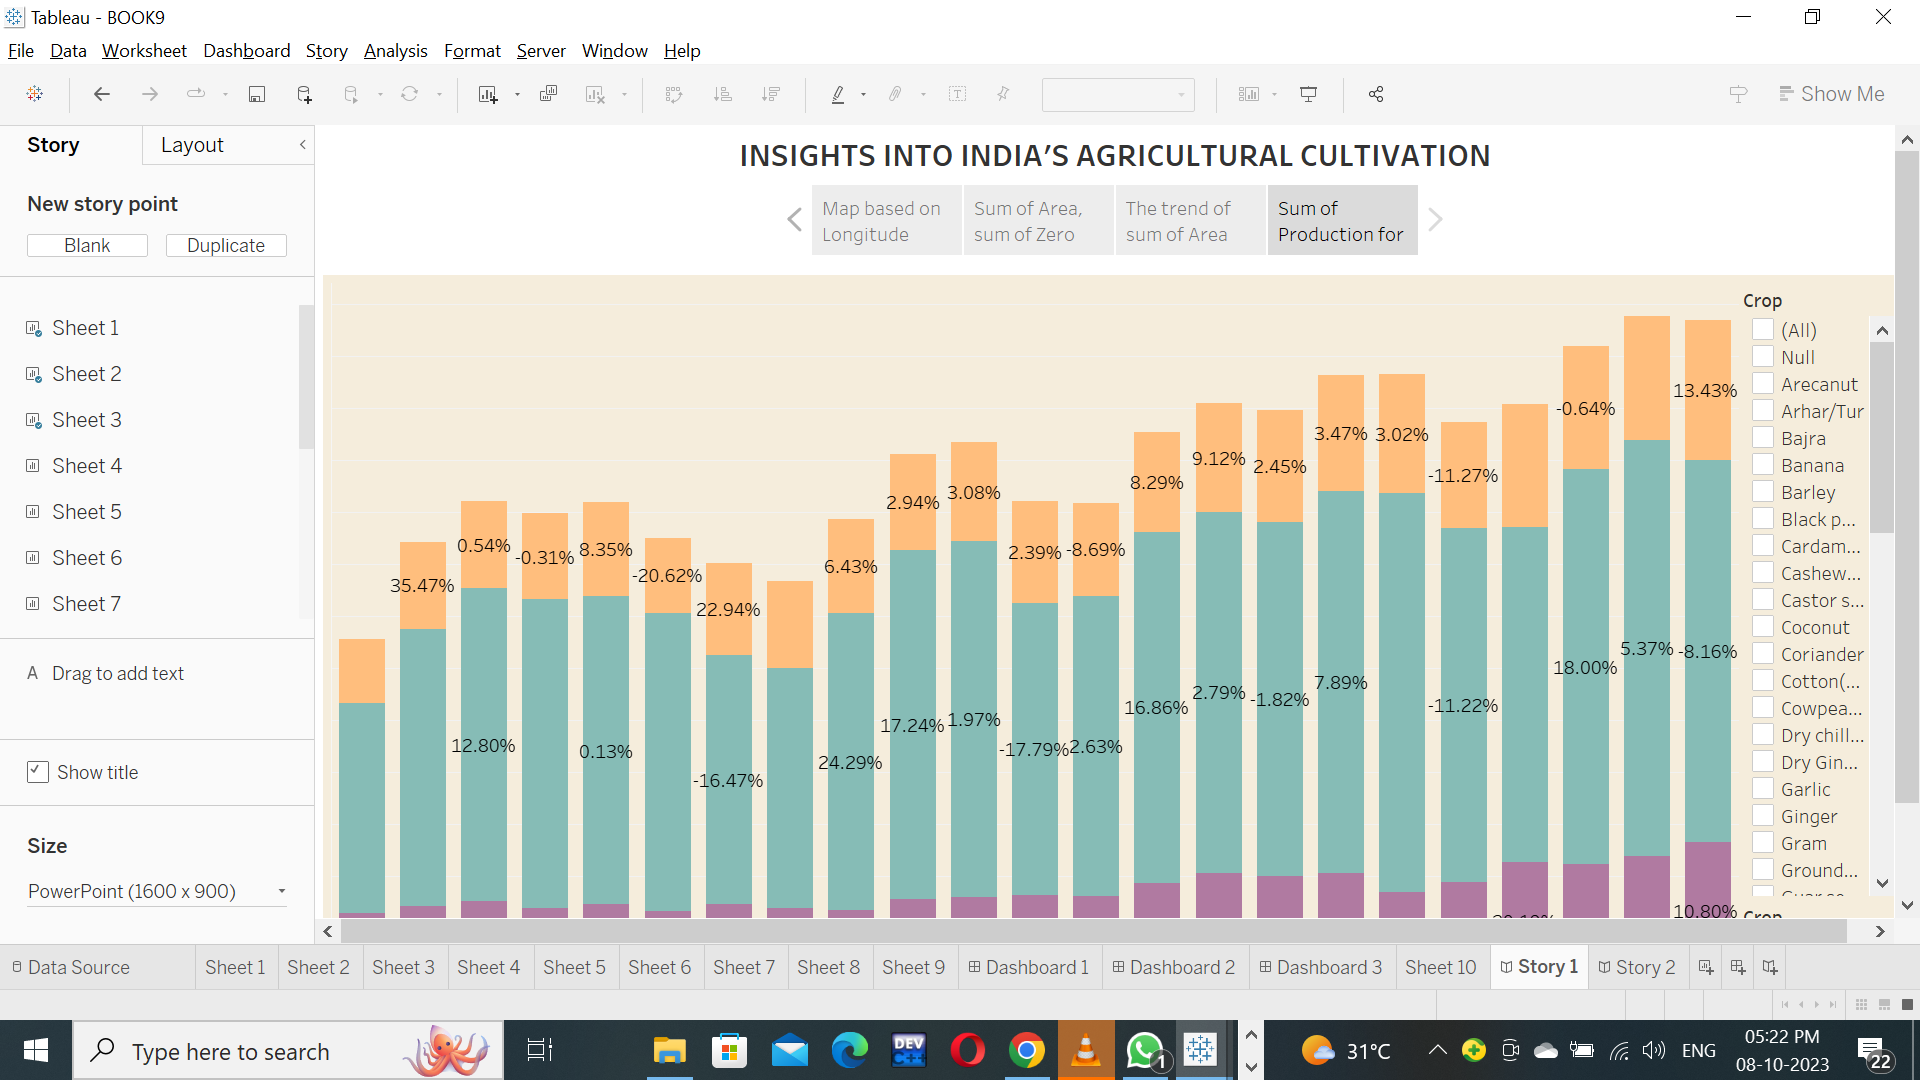 Tableau - BOOK9
File Data Worksheet Dashboard Story Analysis Format Server Window Help
Show Me
Story Layout
New story point
Blank Duplicate
Sheet 1
Sheet 2
Sheet 3
Sheet 4
Sheet 5
Sheet 6
Sheet 7
A Drag to add text
Show title
Size
PowerPoint (1600 x 900)
INSIGHTS INTO INDIA’S AGRICULTURAL CULTIVATION
Map based on
Longitude
Sum of Area,
sum of Zero
The trend of
sum of Area
Sum of
Production for
35.47%
0.54%
-0.31%
8.35%
-20.62%
22.94%
6.43%
2.94%
3.08%
2.39%
-8.69%
8.29%
9.12%
2.45%
3.47%
3.02%
-11.27%
-0.64%
13.43%
12.80%
0.13%
-16.47%
24.29%
17.24%
1.97%
-17.79%
2.63%
16.86%
2.79%
-1.82%
7.89%
-11.22%
18.00%
5.37%
-8.16%
10.80%
Crop
(All)
Null
Arecanut
Arhar/Tur
Bajra
Banana
Barley
Black p...
Cardam...
Cashew...
Castor s...
Coconut
Coriander
Cotton(...
Cowpea...
Dry chill...
Dry Gin...
Garlic
Ginger
Gram
Ground...
Crop
Data Source Sheet 1 Sheet 2 Sheet 3 Sheet 4 Sheet 5 Sheet 6 Sheet 7 Sheet 8 Sheet 9 Dashboard 1 Dashboard 2 Dashboard 3 Sheet 10 Story 1 Story 2
Type here to search
DEV
C++
1
31°C
ENG
05:22 PM
08-10-2023
22